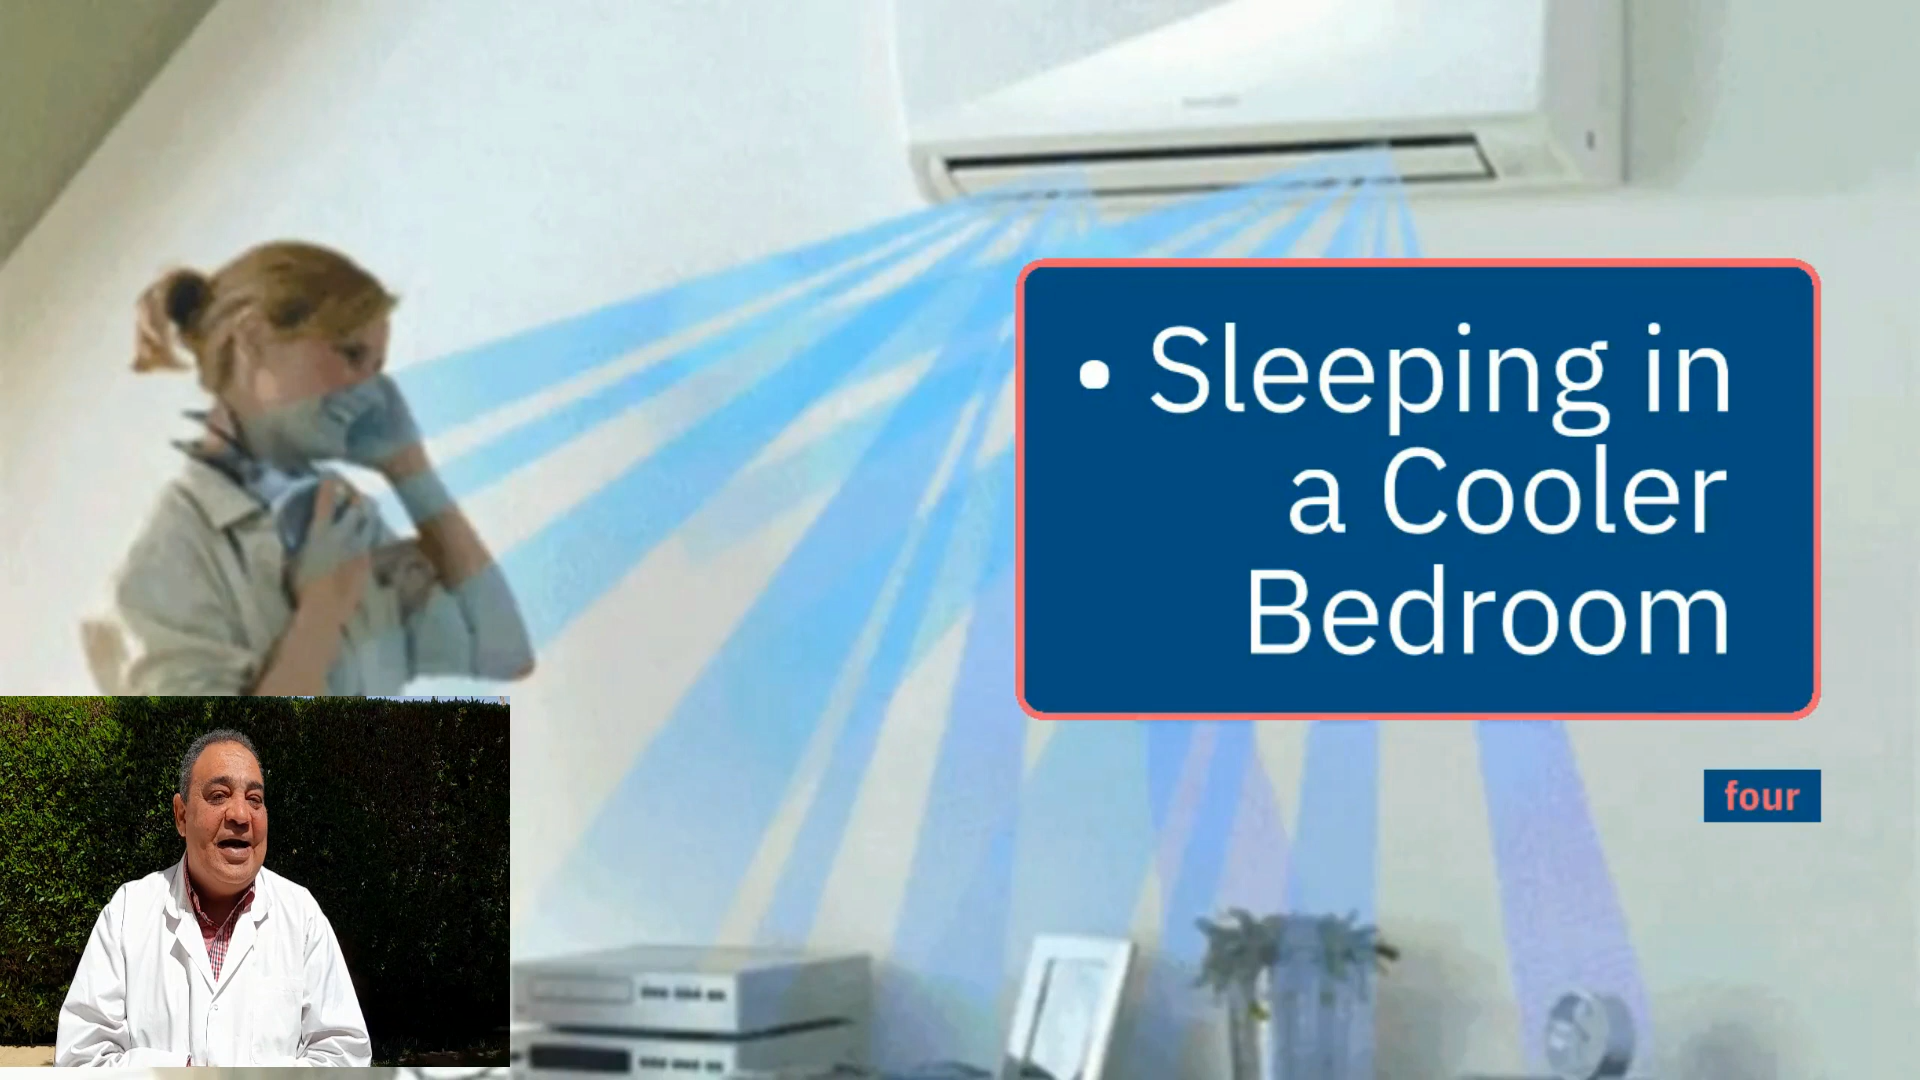 • Sleeping in
a Cooler
Bedroom
four